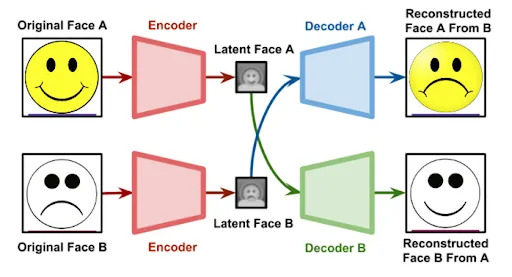 Original Face A
Encoder
Latent Face A
Decoder A
Reconstructed
Face A From B
Original Face B
Encoder
Latent Face B
Decoder B
Reconstructed
Face B From A